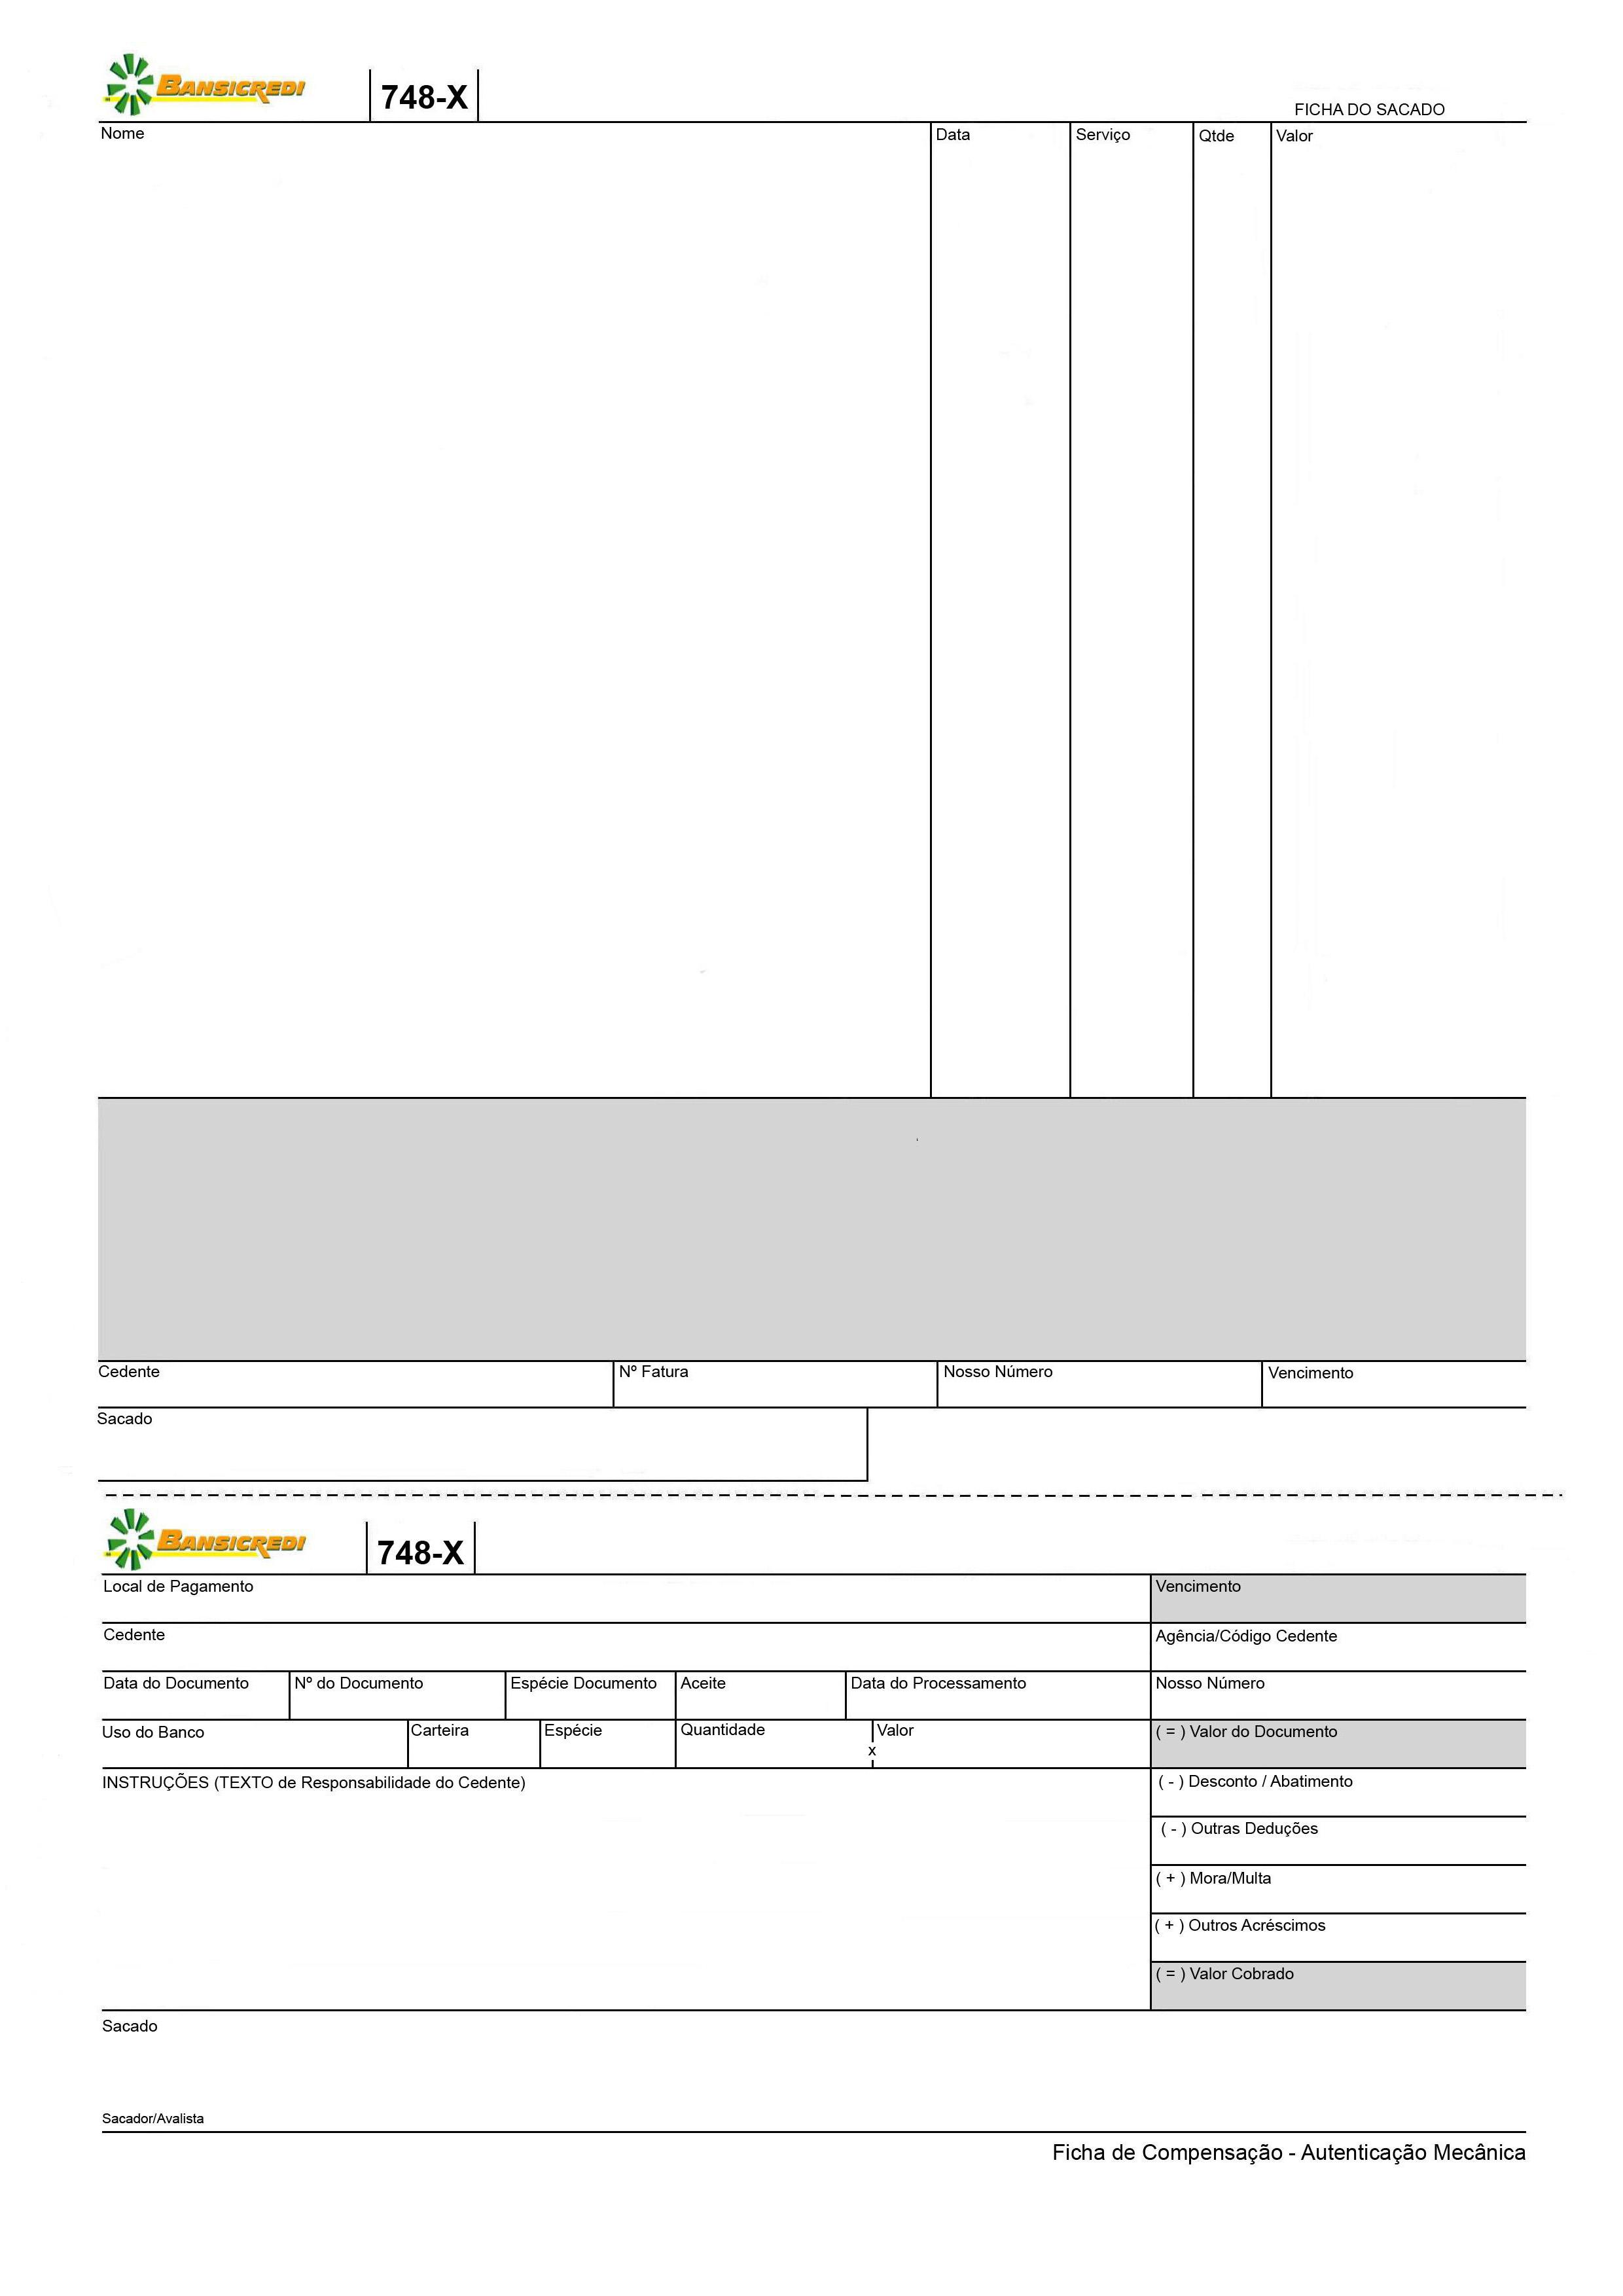 BANSICREDI 748-X FICHA DO SACADO
Nome Data Serviço Qtde Valor
Cedente Nº Fatura Nosso Número Vencimento
Sacado
BANSICREDI 748-X
Local de Pagamento Vencimento
Cedente Agência/Código Cedente
Data do Documento Nº do Documento Espécie Documento Aceite Data do Processamento Nosso Número
Uso do Banco Carteira Espécie Quantidade Valor ( = ) Valor do Documento
x
INSTRUÇÕES (TEXTO de Responsabilidade do Cedente) ( - ) Desconto / Abatimento
( - ) Outras Deduções
( + ) Mora/Multa
( + ) Outros Acréscimos
( = ) Valor Cobrado
Sacado
Sacador/Avalista
Ficha de Compensação - Autenticação Mecânica